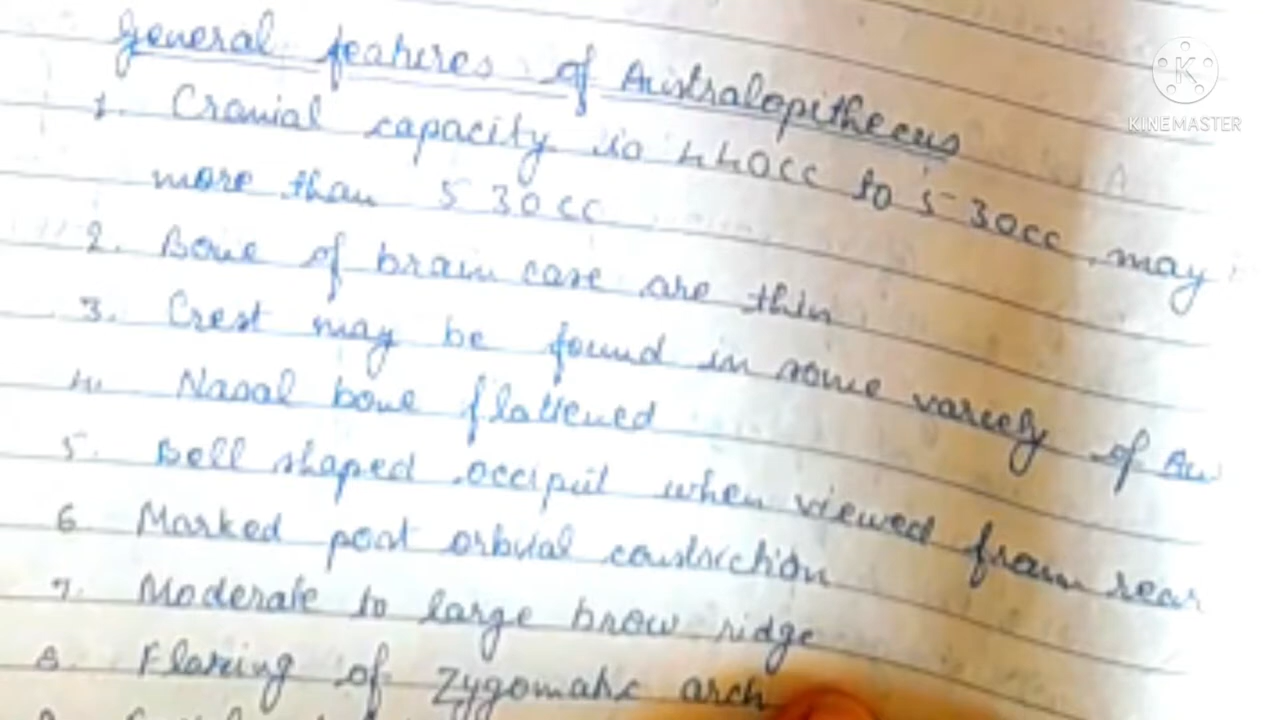 General features of Australopithecus
1. Cranial capacity is 440cc to 530cc, may
more than 530cc
2. Bone of brain case are thin
3. Crest may be found in some variety of Au
4. Nasal bone flattened
5. Bell shaped occiput when viewed from rear
6 Marked post orbital constriction
7. Moderate to large brow ridge
8 Flaring of Zygomatic arch
KINEMASTER